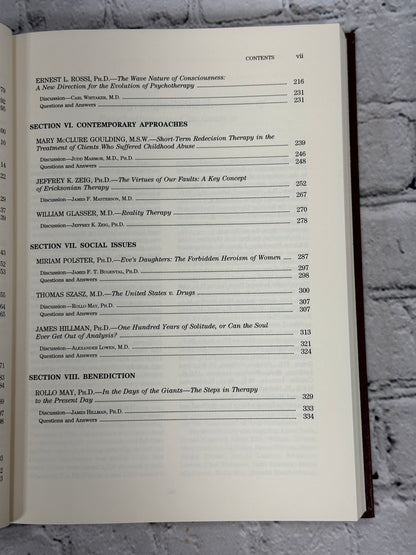 CONTENTS vii
ERNEST L. ROSSI, PH.D.—The Wave Nature of Consciousness:
A New Direction for the Evolution of Psychotherapy 216
Discussion—CARL WHITAKER, M.D. 231
Questions and Answers 231
SECTION VI. CONTEMPORARY APPROACHES
MARY MCCLURE GOULDING, M.S.W.—Short-Term Redecision Therapy in the
Treatment of Clients Who Suffered Childhood Abuse 239
Discussion—JUDD MARMOR, M.D., PH.D. 246
Questions and Answers 248
JEFFREY K. ZEIG, PH.D.—The Virtues of Our Faults: A Key Concept
of Ericksonian Therapy 252
Discussion—JAMES F. MASTERSON, M.D. 267
WILLIAM GLASSER, M.D.—Reality Therapy 270
Discussion—JEFFREY K. ZEIG, PH.D. 278
SECTION VII. SOCIAL ISSUES
MIRIAM POLSTER, PH.D.—Eve's Daughters: The Forbidden Heroism of Women 287
Discussion—JAMES F. T. BUGENTAL, PH.D. 297
Questions and Answers 298
THOMAS SZASZ, M.D.—The United States v. Drugs 300
Discussion—ROLLO MAY, PH.D. 307
Questions and Answers 307
JAMES HILLMAN, PH.D.—One Hundred Years of Solitude, or Can the Soul
Ever Get Out of Analysis? 313
Discussion—ALEXANDER LOWEN, M.D. 321
Questions and Answers 324
SECTION VIII. BENEDICTION
ROLLO MAY, PH.D.—In the Days of the Giants—The Steps in Therapy
to the Present Day 329
Discussion—JAMES HILLMAN, PH.D. 333
Questions and Answers 334